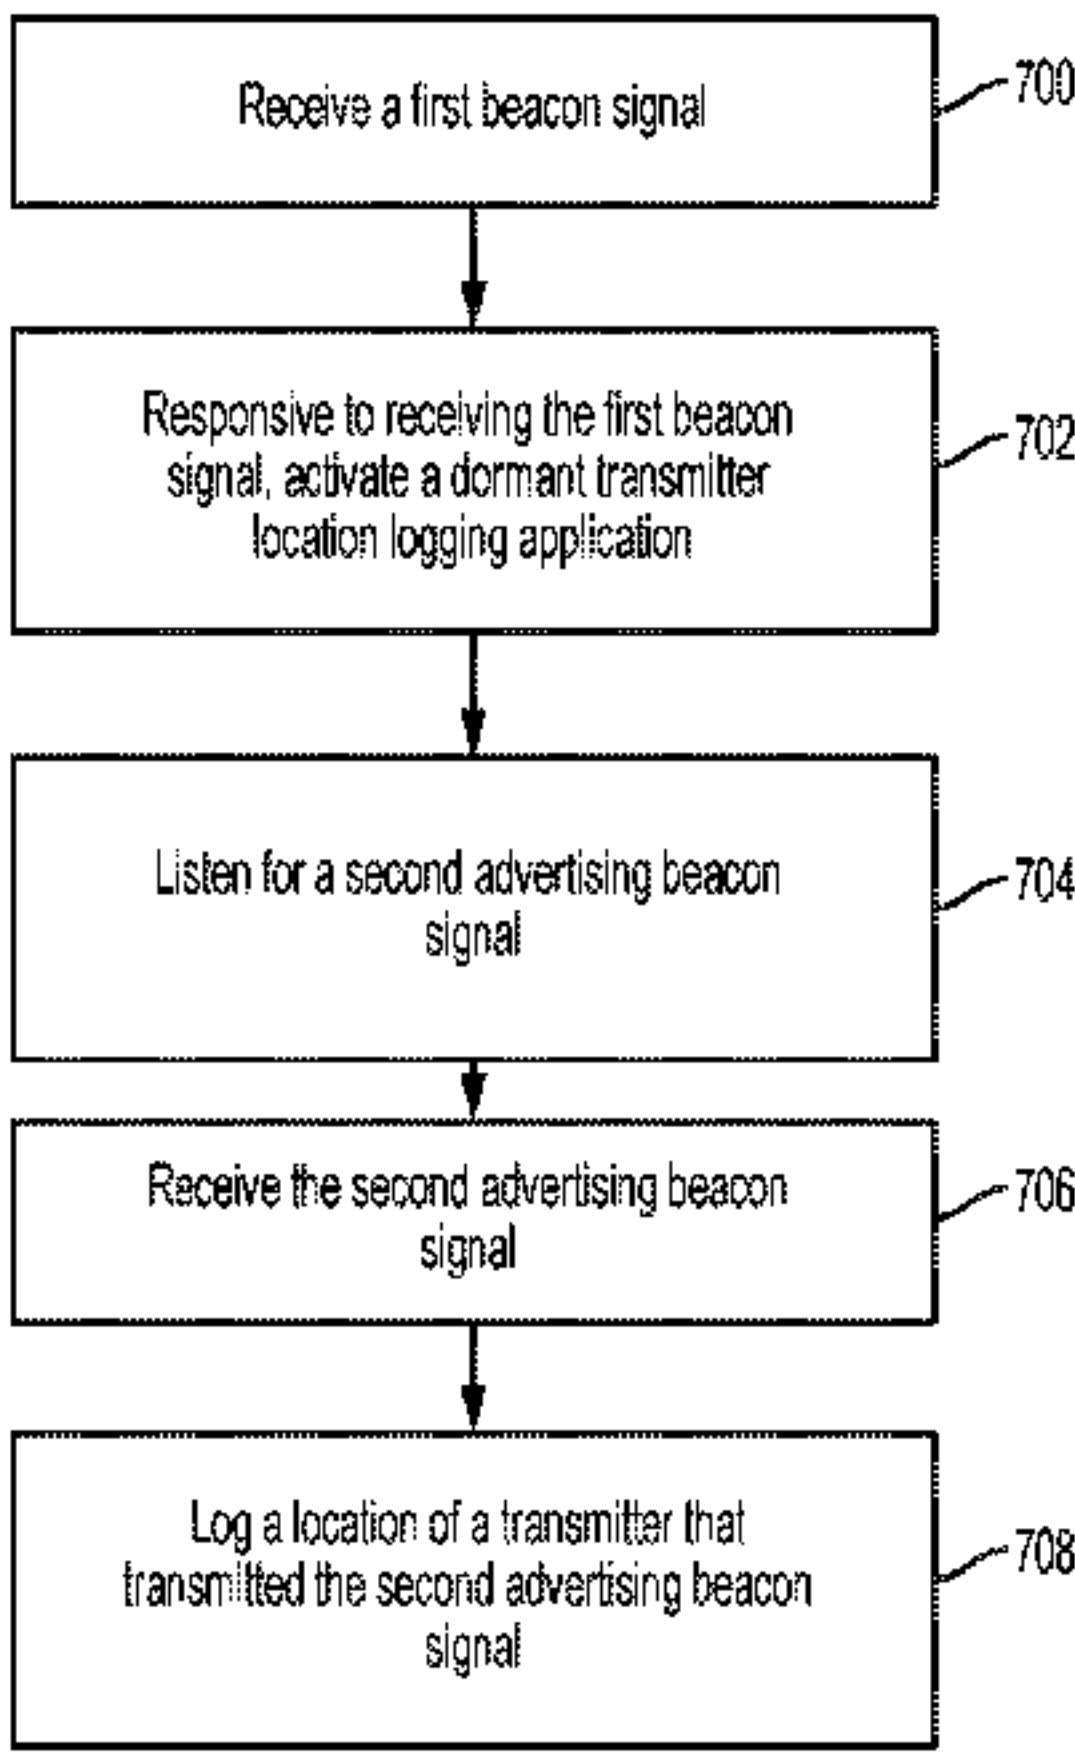 Receive a first beacon signal
700
Responsive to receiving the first beacon
signal, activate a dormant transmitter
location logging application
702
Listen for a second advertising beacon
signal
704
Receive the second advertising beacon
signal
706
Log a location of a transmitter that
transmitted the second advertising beacon
signal
708